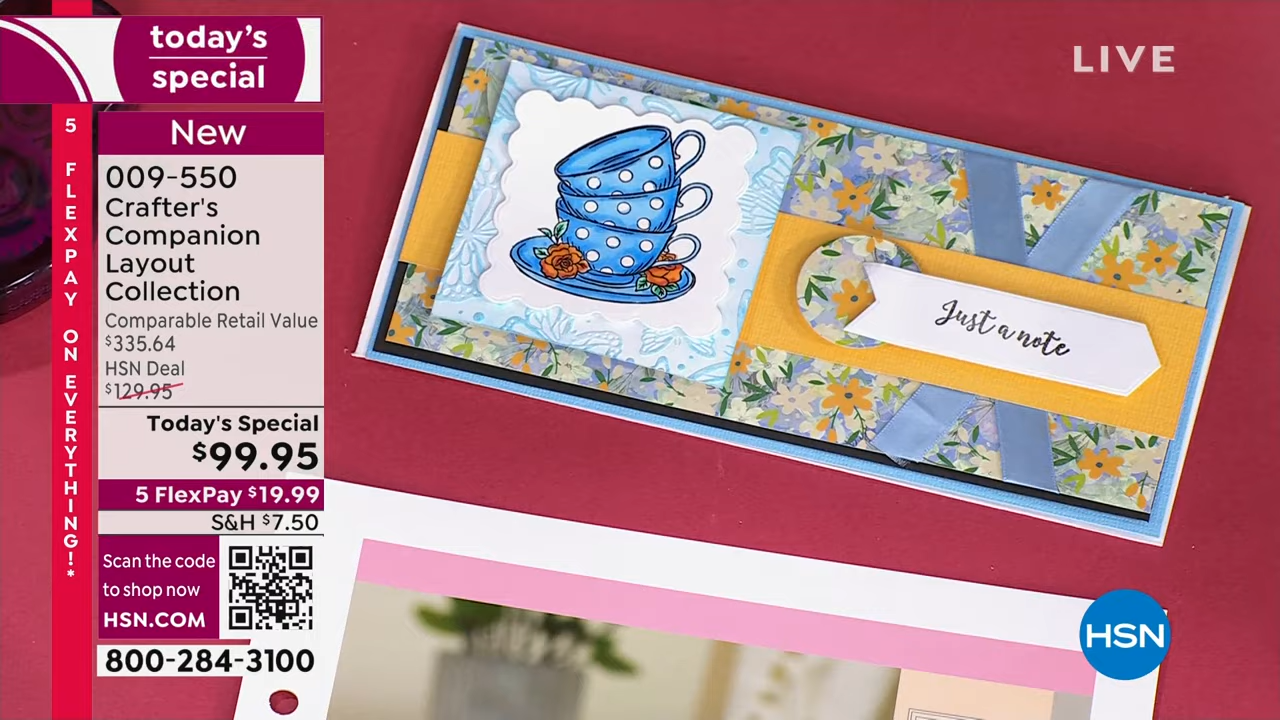 today's
special
LIVE
5 FLEXPAY ON EVERYTHING!*
New
009-550
Crafter's
Companion
Layout
Collection
Comparable Retail Value
$335.64
HSN Deal
$129.95
Today's Special
$99.95
5 FlexPay $19.99
S&H $7.50
Scan the code
to shop now
HSN.COM
800-284-3100
Just a note
HSN